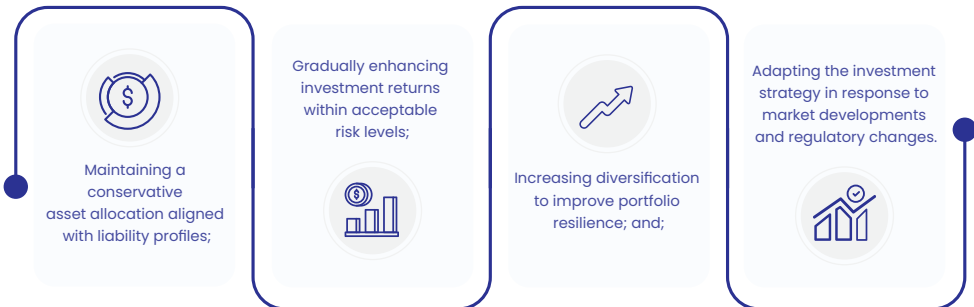 Maintaining a
conservative
asset allocation aligned
with liability profiles;
Gradually enhancing
investment returns
within acceptable
risk levels;
Increasing diversification
to improve portfolio
resilience; and;
Adapting the investment
strategy in response to
market developments
and regulatory changes.